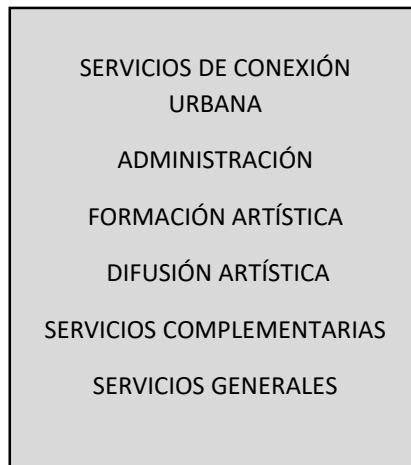 SERVICIOS DE CONEXIÓN
URBANA
ADMINISTRACIÓN
FORMACIÓN ARTÍSTICA
DIFUSIÓN ARTÍSTICA
SERVICIOS COMPLEMENTARIAS
SERVICIOS GENERALES